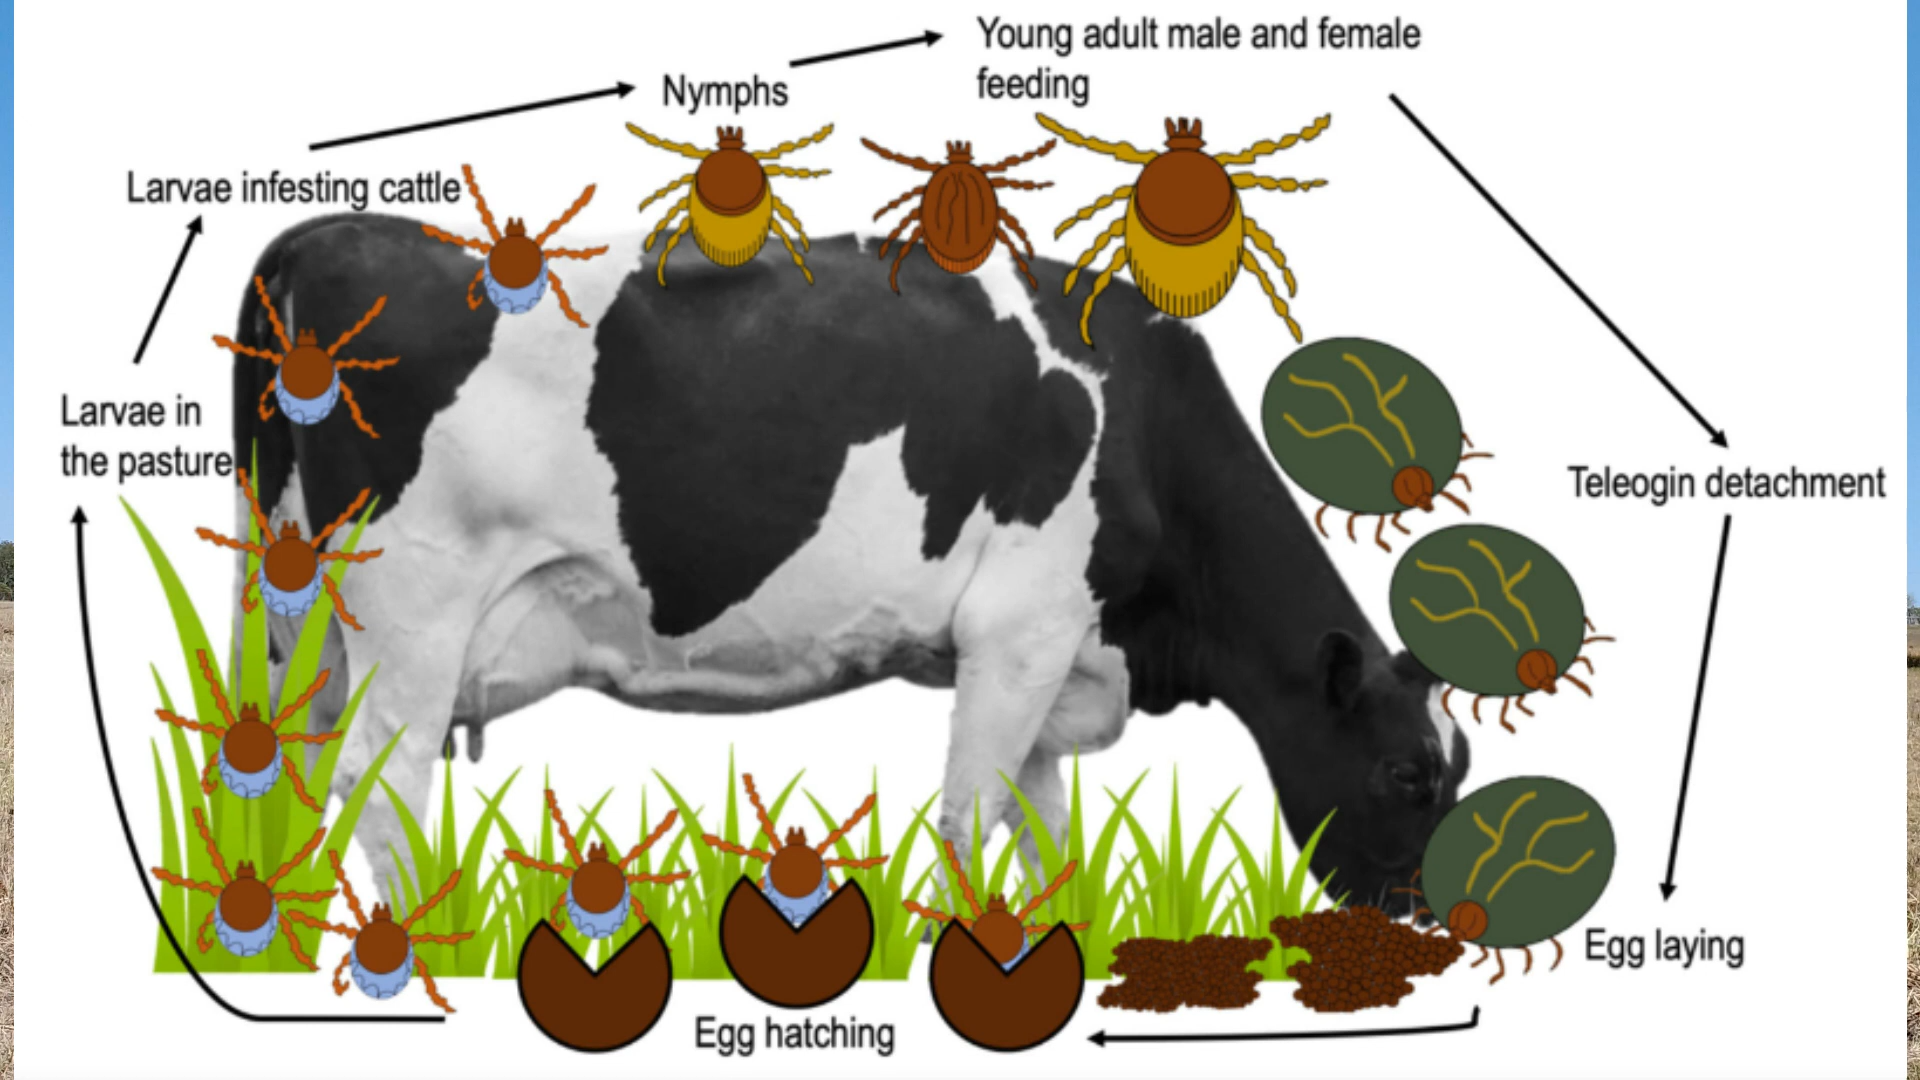 Young adult male and female
feeding
Nymphs
Larvae infesting cattle
Larvae in
the pasture
Teleogin detachment
Egg laying
Egg hatching